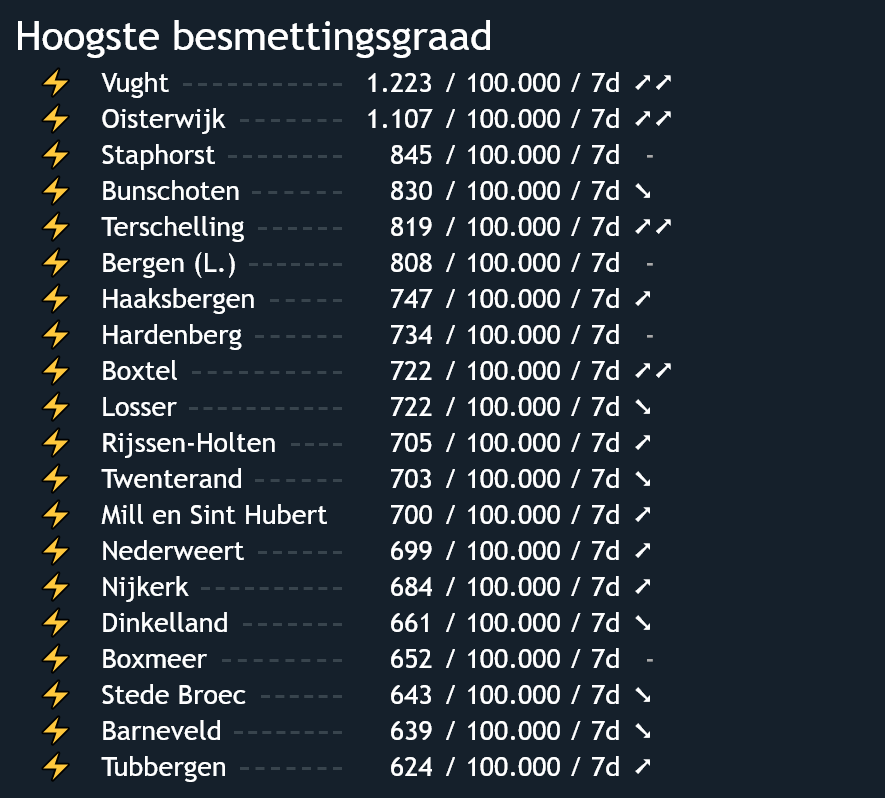 Hoogste besmettingsgraad
⚡ Vught ---------- 1.223 / 100.000 / 7d ➚➚
⚡ Oisterwijk ------- 1.107 / 100.000 / 7d ➚➚
⚡ Staphorst -------- 845 / 100.000 / 7d -
⚡ Bunschoten ------ 830 / 100.000 / 7d ➘
⚡ Terschelling ------ 819 / 100.000 / 7d ➚➚
⚡ Bergen (L.) ------- 808 / 100.000 / 7d -
⚡ Haaksbergen ----- 747 / 100.000 / 7d ➚
⚡ Hardenberg ------ 734 / 100.000 / 7d -
⚡ Boxtel ---------- 722 / 100.000 / 7d ➚➚
⚡ Losser ---------- 722 / 100.000 / 7d ➘
⚡ Rijssen-Holten ---- 705 / 100.000 / 7d ➚
⚡ Twenterand ------ 703 / 100.000 / 7d ➘
⚡ Mill en Sint Hubert 700 / 100.000 / 7d ➚
⚡ Nederweert ------ 699 / 100.000 / 7d ➚
⚡ Nijkerk ---------- 684 / 100.000 / 7d ➚
⚡ Dinkelland ------- 661 / 100.000 / 7d ➘
⚡ Boxmeer -------- 652 / 100.000 / 7d -
⚡ Stede Broec ------ 643 / 100.000 / 7d ➘
⚡ Barneveld ------- 639 / 100.000 / 7d ➘
⚡ Tubbergen ------- 624 / 100.000 / 7d ➚